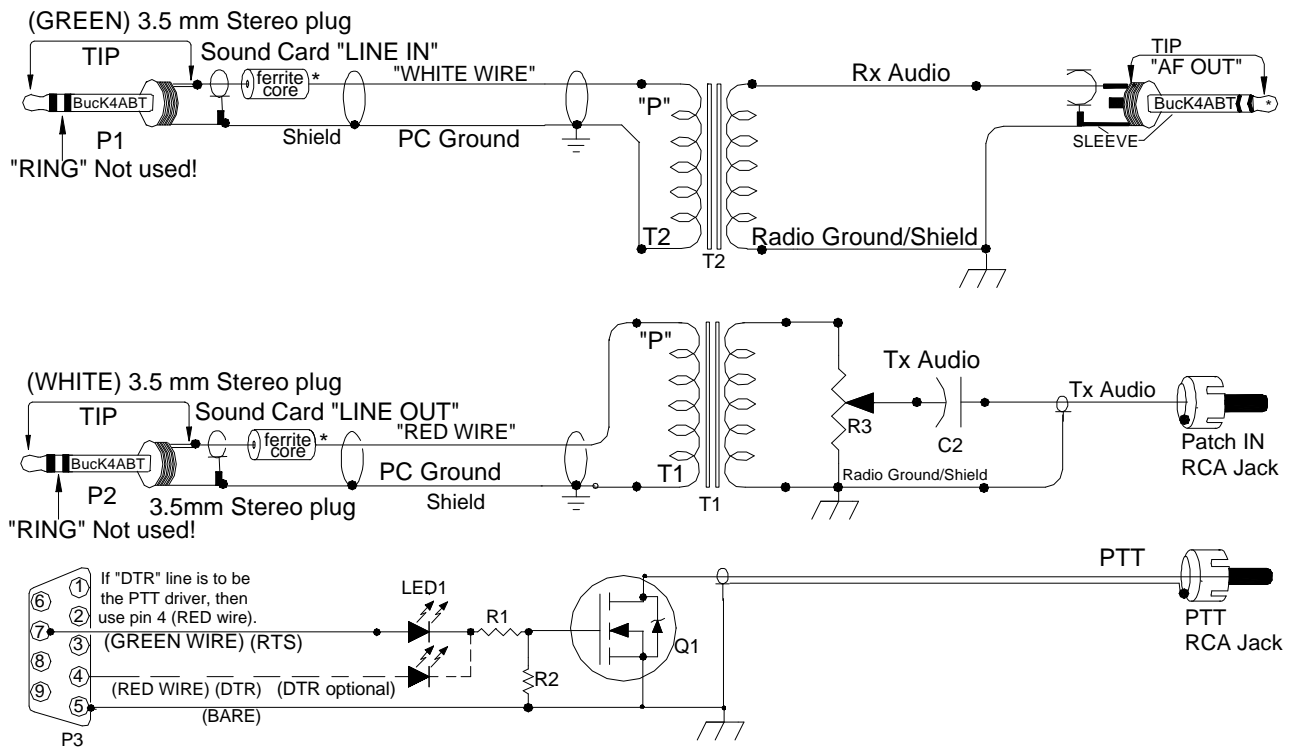 (GREEN) 3.5 mm Stereo plug
TIP
Sound Card "LINE IN"
ferrite
core
*
"WHITE WIRE"
"P"
Rx Audio
TIP
"AF OUT"
BucK4ABT
BucK4ABT
*
P1
Shield
PC Ground
SLEEVE
"RING" Not used!
T2
Radio Ground/Shield
T2
"P"
(WHITE) 3.5 mm Stereo plug
TIP
Sound Card "LINE OUT"
ferrite
core
*
"RED WIRE"
Tx Audio
Tx Audio
R3
C2
Patch IN
RCA Jack
BucK4ABT
P2
PC Ground
T1
Radio Ground/Shield
3.5mm Stereo plug
Shield
T1
"RING" Not used!
PTT
If "DTR" line is to be
the PTT driver, then
use pin 4 (RED wire).
LED1
R1
1
6
2
7
3
8
4
9
5
(GREEN WIRE) (RTS)
Q1
PTT
RCA Jack
R2
(RED WIRE) (DTR)
(DTR optional)
(BARE)
P3